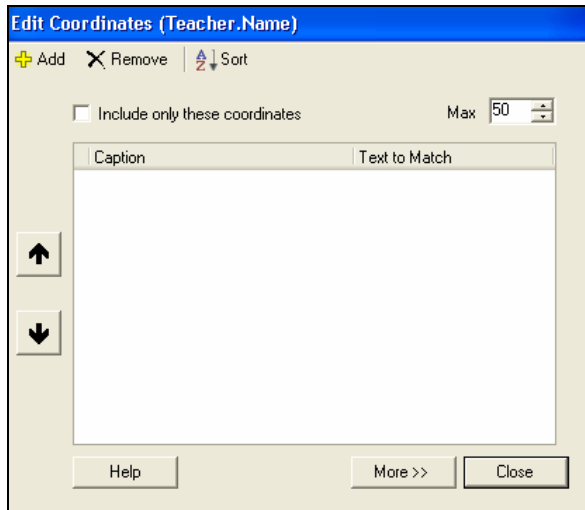 Edit Coordinates (Teacher.Name)
Add Remove A Z Sort
Include only these coordinates Max 50
Caption Text to Match
Help More >> Close